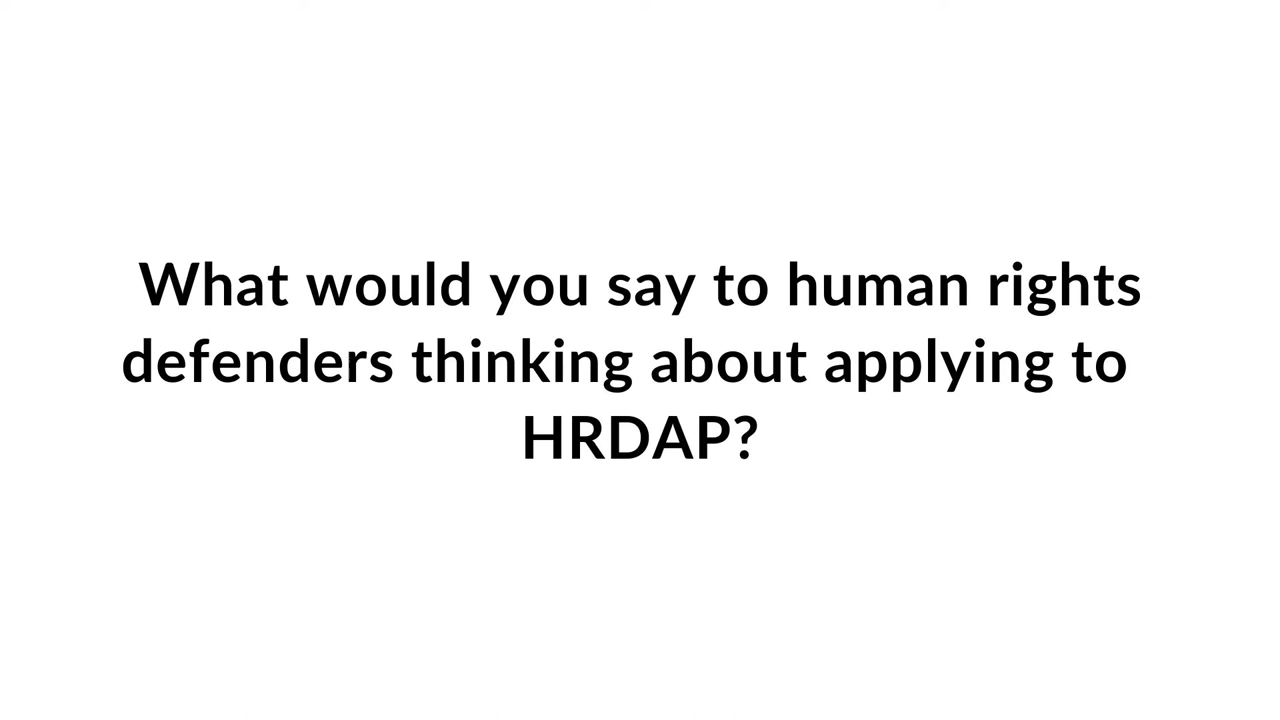 What would you say to human rights
defenders thinking about applying to
HRDAP?